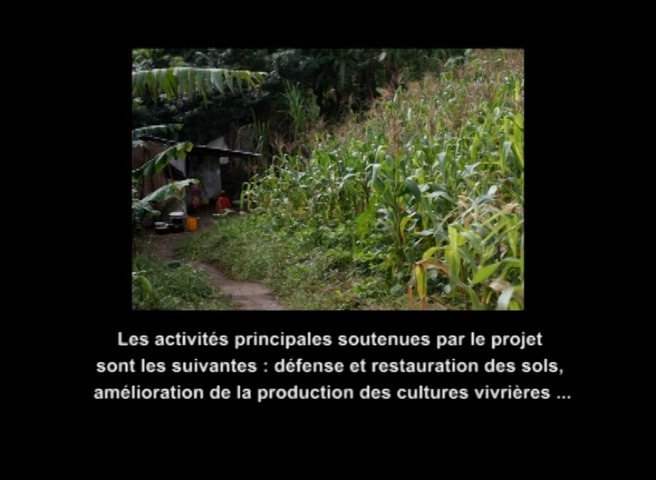 Les activités principales soutenues par le projet
sont les suivantes : défense et restauration des sols,
amélioration de la production des cultures vivrières ...